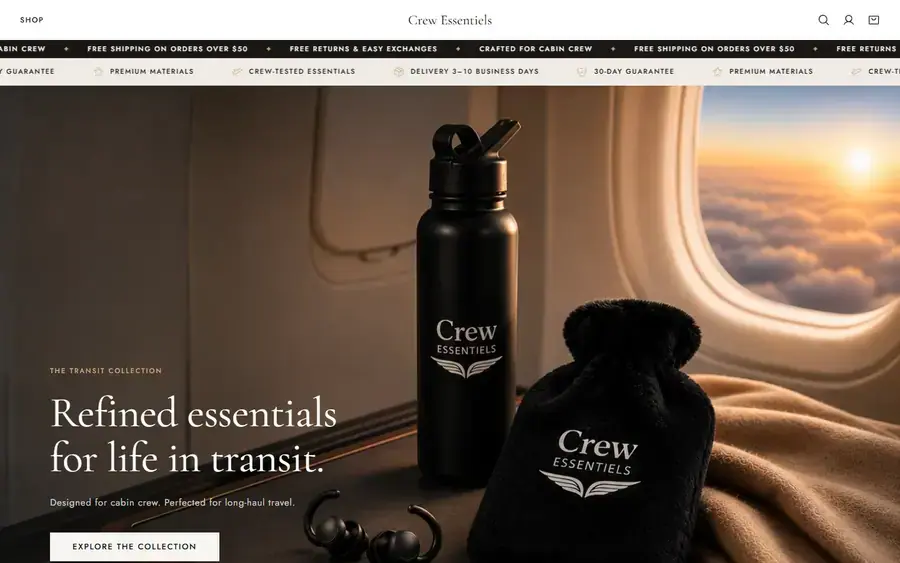 SHOP
Crew Essentiels
CABIN CREW ✦ FREE SHIPPING ON ORDERS OVER $50 ✦ FREE RETURNS & EASY EXCHANGES ✦ CRAFTED FOR CABIN CREW ✦ FREE SHIPPING ON ORDERS OVER $50 ✦ FREE RETURNS
GUARANTEE PREMIUM MATERIALS CREW-TESTED ESSENTIALS DELIVERY 3–10 BUSINESS DAYS 30-DAY GUARANTEE PREMIUM MATERIALS
Crew
ESSENTIELS
THE TRANSIT COLLECTION
Refined essentials
for life in transit.
Designed for cabin crew. Perfected for long-haul travel.
EXPLORE THE COLLECTION
Crew
ESSENTIELS